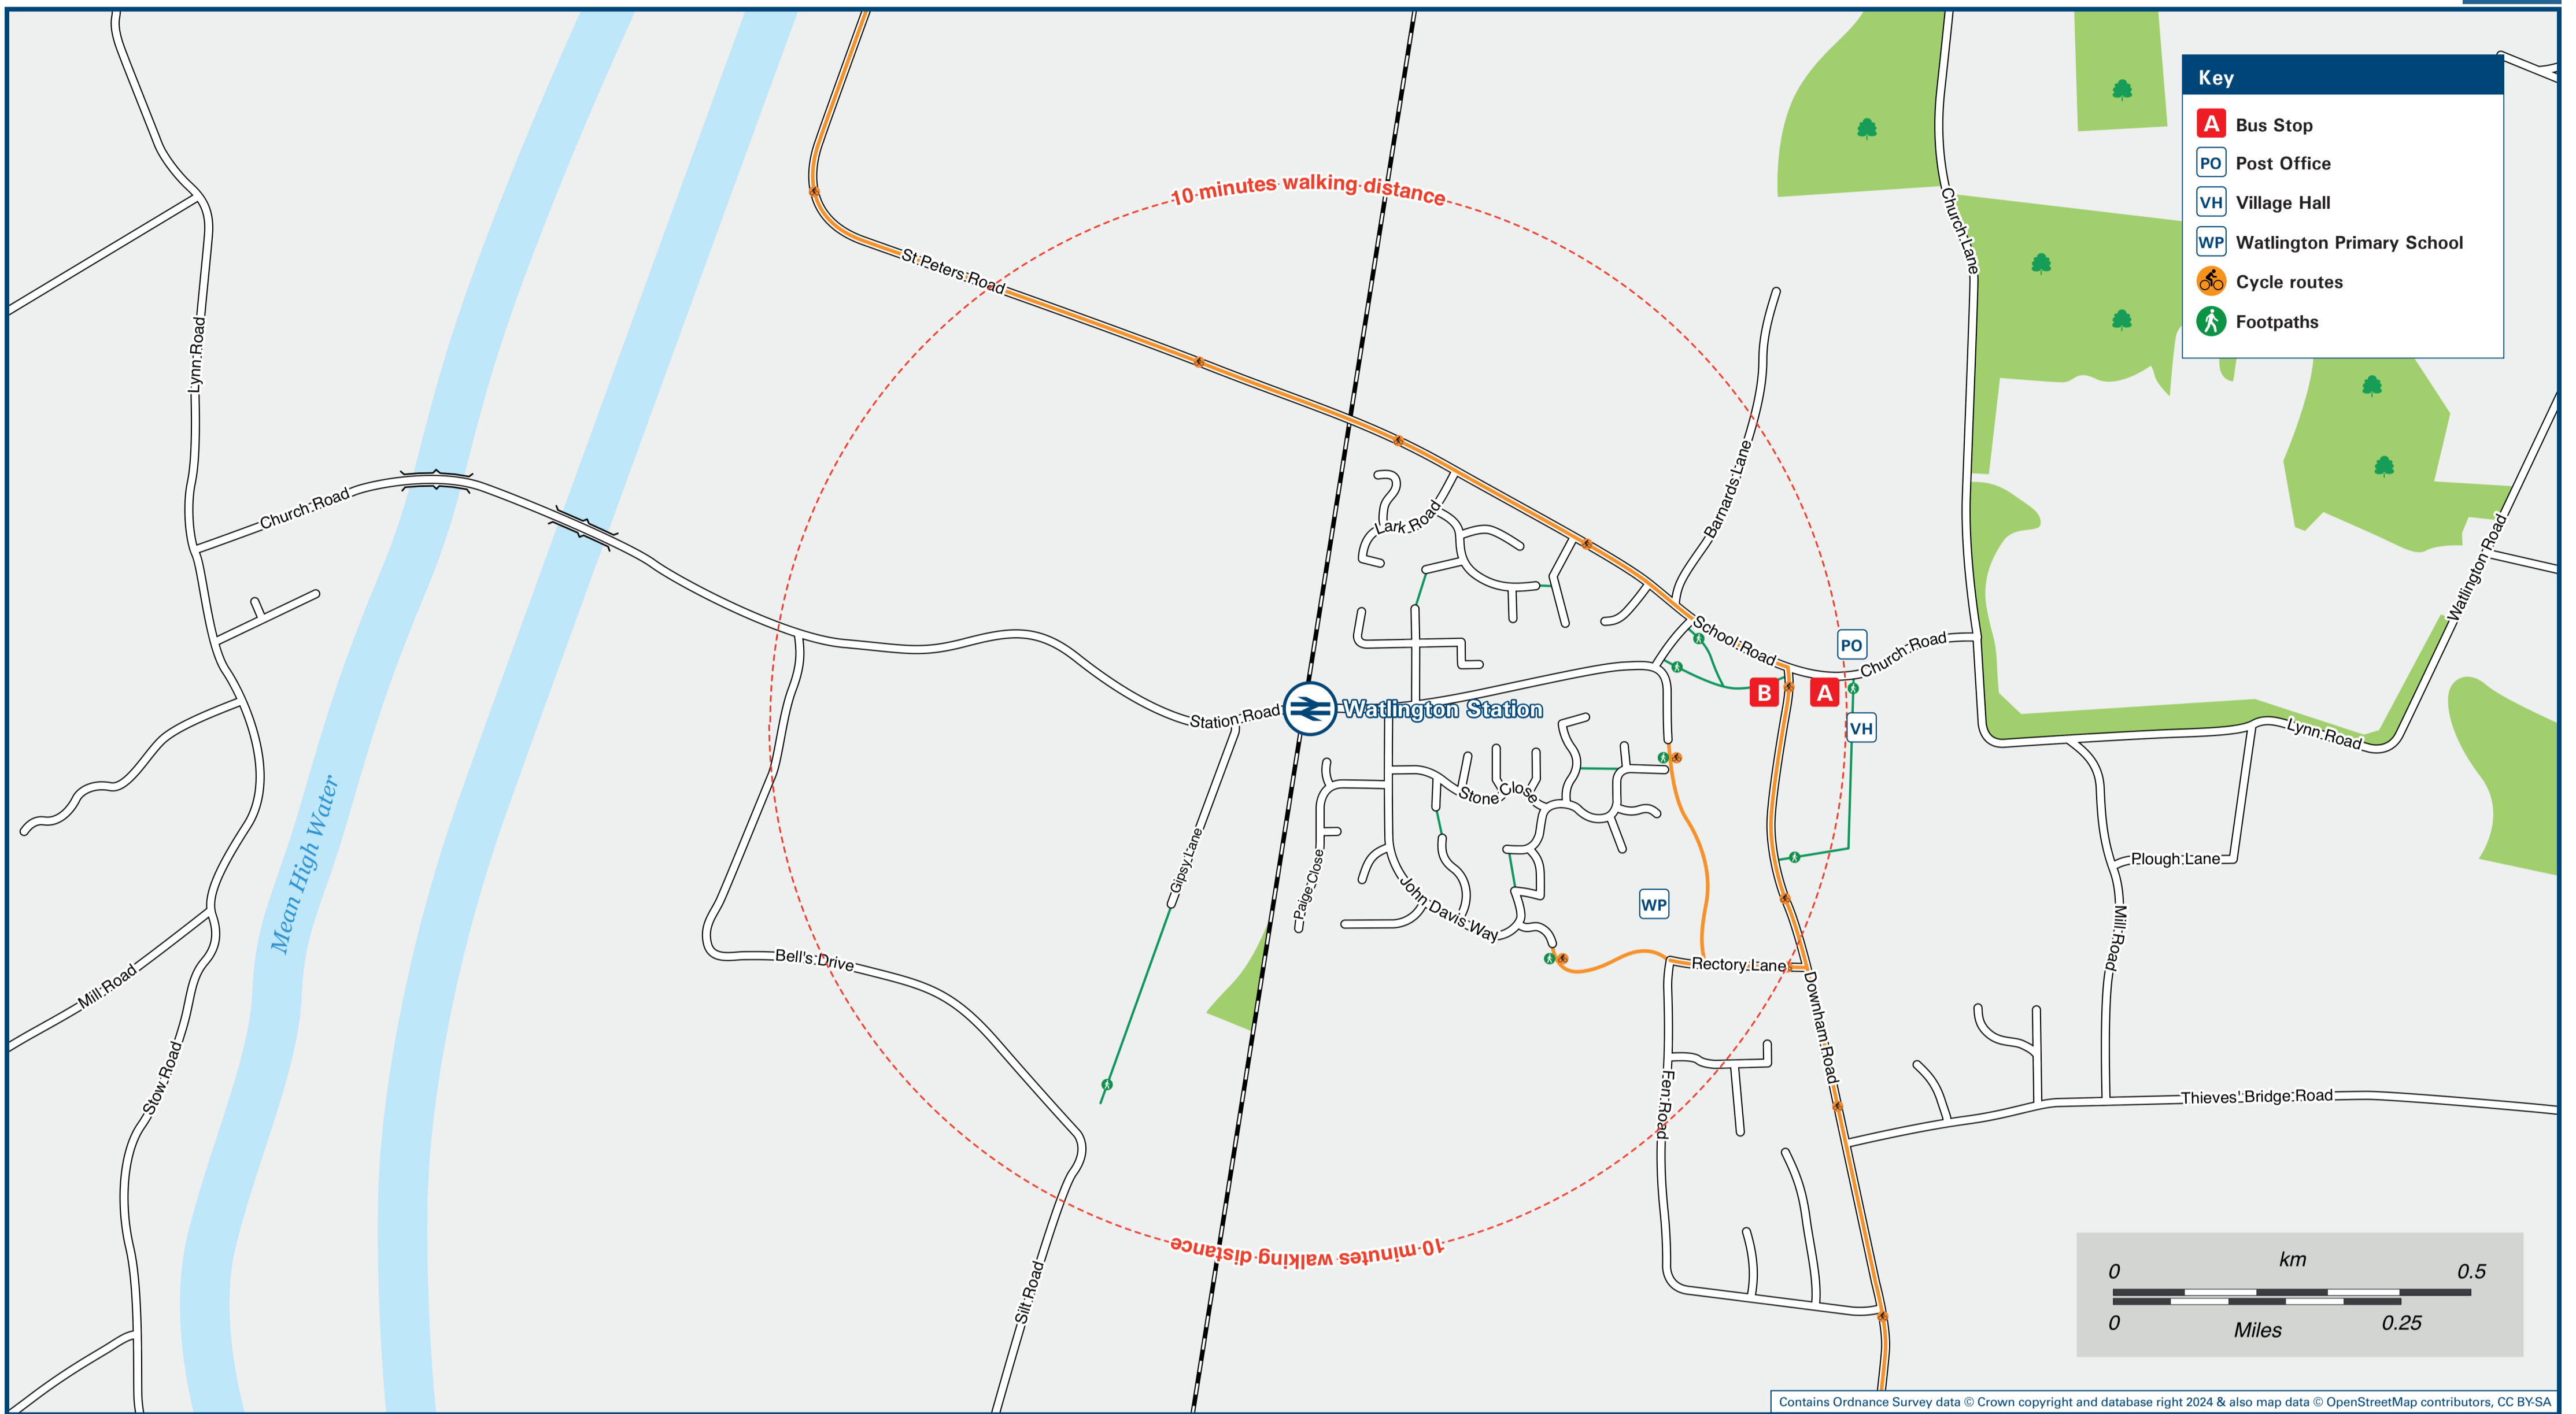 Key
A Bus Stop
PO Post Office
VH Village Hall
WP Watlington Primary School
Cycle routes
Footpaths
10 minutes walking distance
St Peters Road
Church Lane
Lynn Road
Church Road
Lark Road
Barnards Lane
Watlington Road
School Road
PO
Church Road
B
A
VH
Station Road
Watlington Station
Lynn Road
Stone Close
Mean High Water
Gipsy Lane
Paige Close
John Davis Way
WP
Plough Lane
Mill Road
Mill Road
Bell's Drive
Rectory Lane
Downham Road
Stow Road
Fen Road
Thieves' Bridge Road
10 minutes walking distance
Silt Road
km
0 0.5
0 0.25
Miles
Contains Ordnance Survey data © Crown copyright and database right 2024 & also map data © OpenStreetMap contributors, CC BY-SA